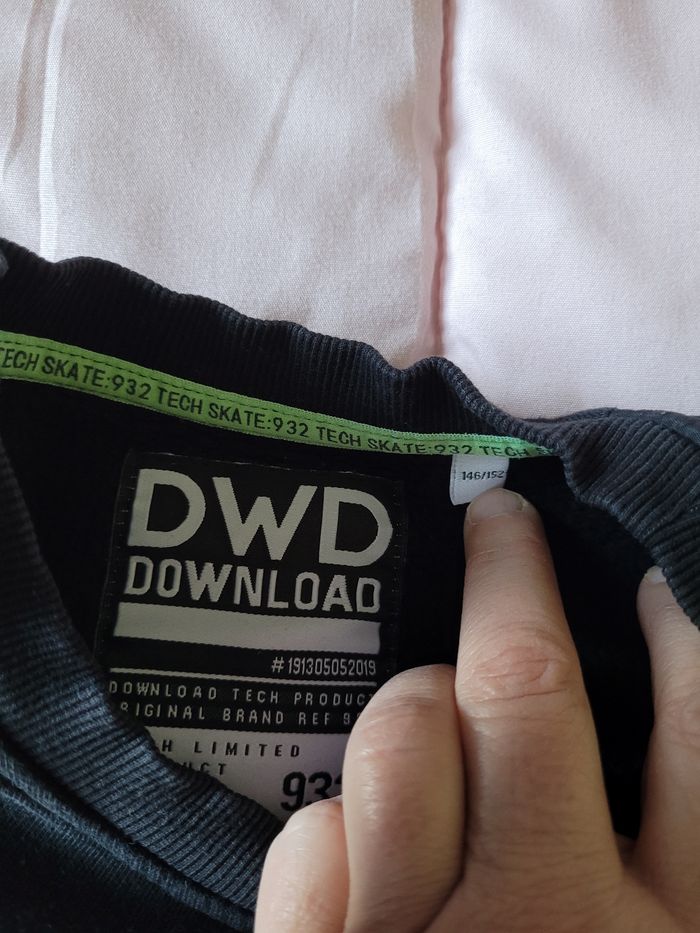 TECH SKATE:932 TECH SKATE:932 TECH SKATE:932 TECH
146/152
DWD
DOWNLOAD
#191305052019
DOWNLOAD TECH PRODUCT
ORIGINAL BRAND REF
LIMITED
932